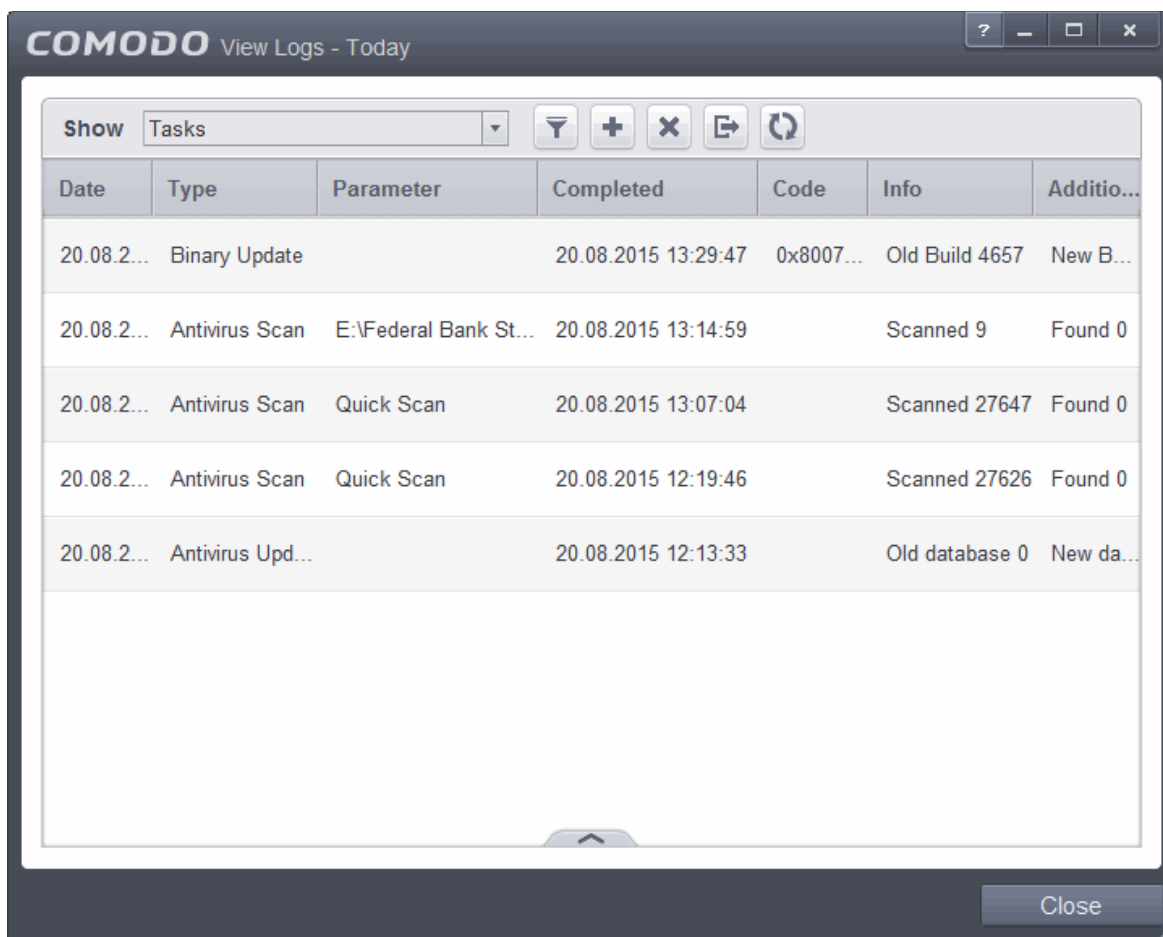 COMODO View Logs - Today
?
Show Tasks
Date Type Parameter Completed Code Info Additio...
20.08.2... Binary Update 20.08.2015 13:29:47 0x8007... Old Build 4657 New B...
20.08.2... Antivirus Scan E:\Federal Bank St... 20.08.2015 13:14:59 Scanned 9 Found 0
20.08.2... Antivirus Scan Quick Scan 20.08.2015 13:07:04 Scanned 27647 Found 0
20.08.2... Antivirus Scan Quick Scan 20.08.2015 12:19:46 Scanned 27626 Found 0
20.08.2... Antivirus Upd... 20.08.2015 12:13:33 Old database 0 New da...
Close